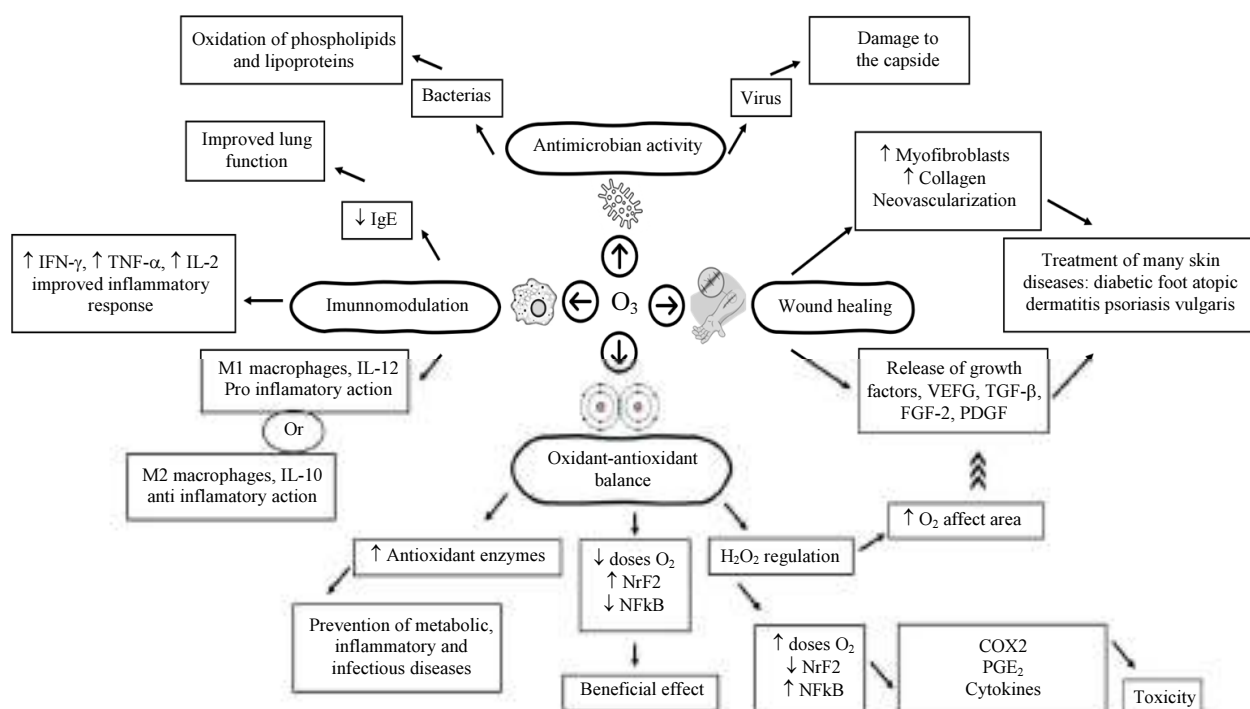 Oxidation of phospholipids
and lipoproteins
Damage to
the capside
Bacterias
Virus
Improved lung
function
Antimicrobian activity
↑ Myofibroblasts
↑ Collagen
Neovascularization
↓ IgE
↑ IFN-γ, ↑ TNF-α, ↑ IL-2
improved inflammatory
response
Imunnomodulation
O₃
Wound healing
Treatment of many skin
diseases: diabetic foot atopic
dermatitis psoriasis vulgaris
M1 macrophages, IL-12
Pro inflamatory action
Or
M2 macrophages, IL-10
anti inflamatory action
Release of growth
factors, VEFG, TGF-β,
FGF-2, PDGF
Oxidant-antioxidant
balance
↑ O₂ affect area
↑ Antioxidant enzymes
↓ doses O₂
↑ NrF2
↓ NFkB
H₂O₂ regulation
Prevention of metabolic,
inflammatory and
infectious diseases
Beneficial effect
↑ doses O₂
↓ NrF2
↑ NFkB
COX2
PGE₂
Cytokines
Toxicity